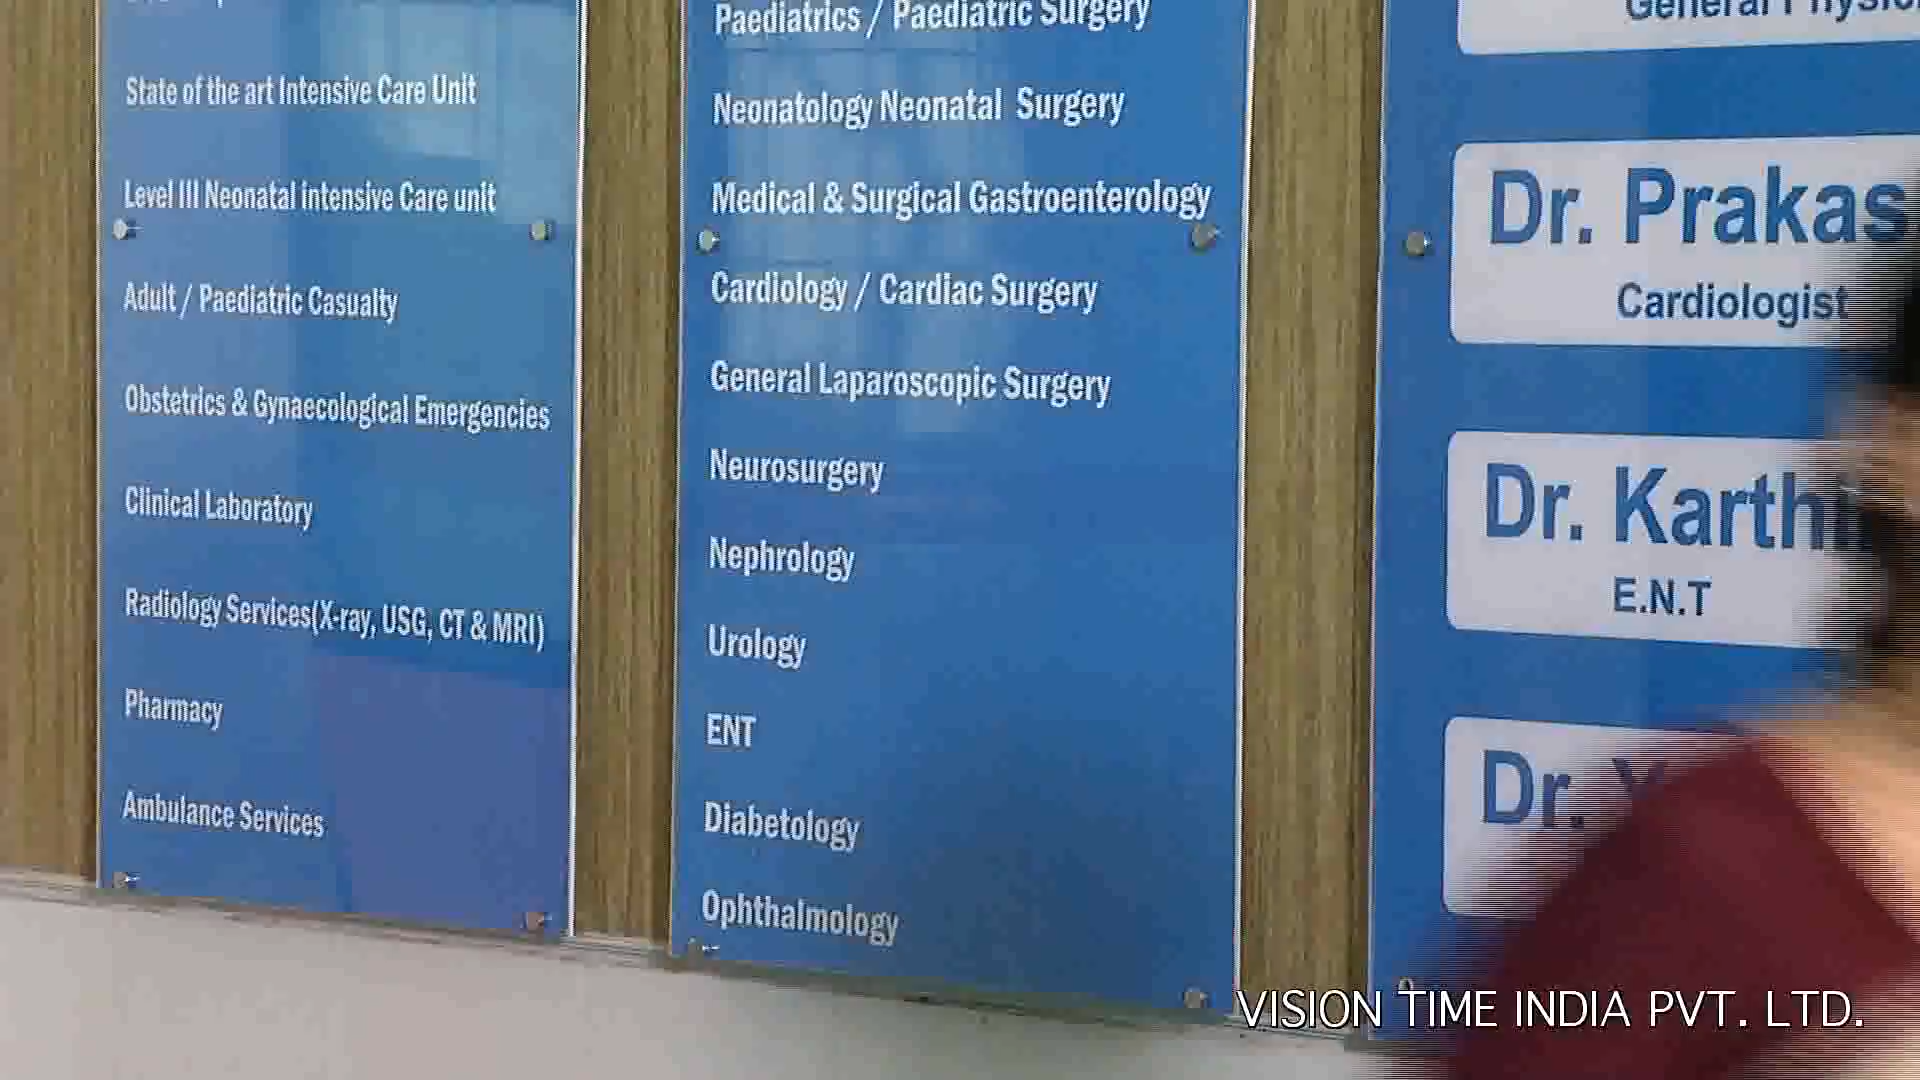 State of the art Intensive Care Unit
Level III Neonatal intensive Care unit
Adult / Paediatric Casualty
Obstetrics & Gynaecological Emergencies
Clinical Laboratory
Radiology Services(X-ray, USG, CT & MRI)
Pharmacy
Ambulance Services
Paediatrics / Paediatric Surgery
Neonatology Neonatal Surgery
Medical & Surgical Gastroenterology
Cardiology / Cardiac Surgery
General Laparoscopic Surgery
Neurosurgery
Nephrology
Urology
ENT
Diabetology
Ophthalmology
General
Dr. Prakas
Cardiologist
Dr. Karthi
E.N.T
Dr.
VISION TIME INDIA PVT. LTD.